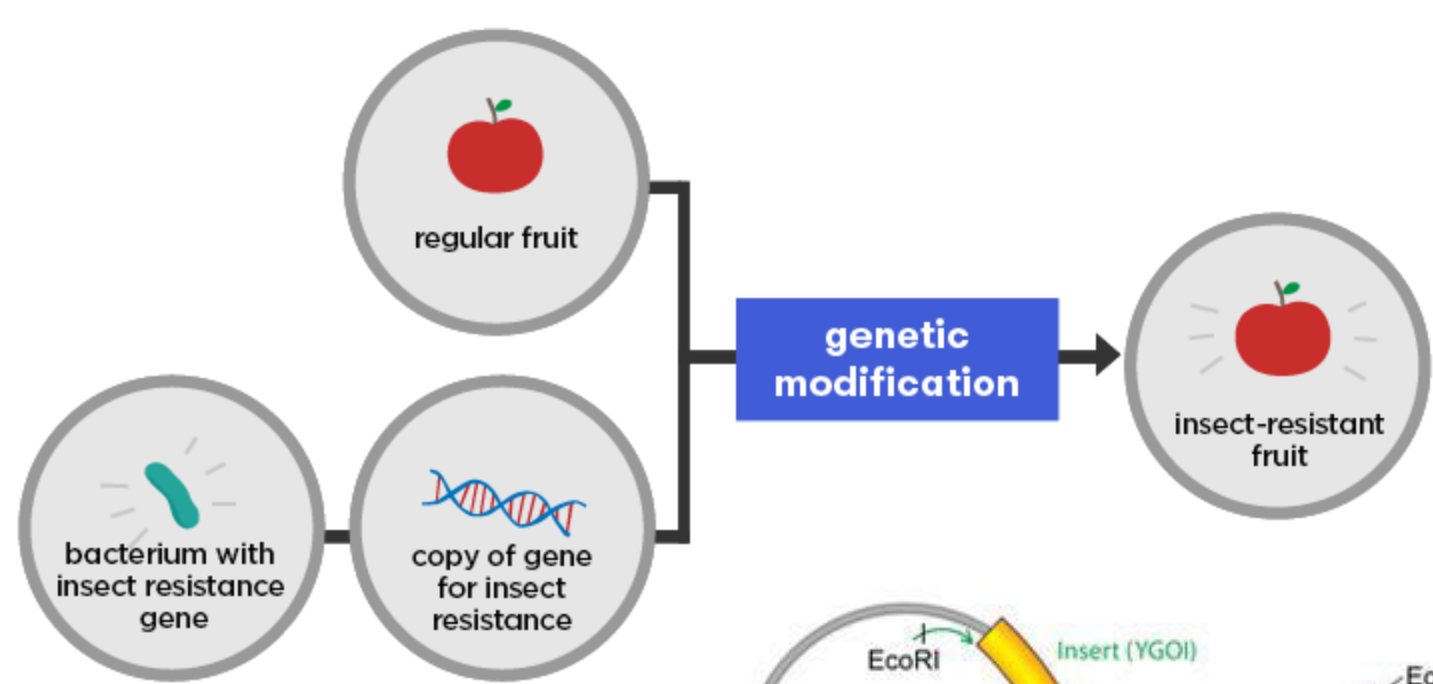 regular fruit
genetic
modification
insect-resistant
fruit
bacterium with
insect resistance
gene
copy of gene
for insect
resistance
EcoRI
Insert (YGOI)